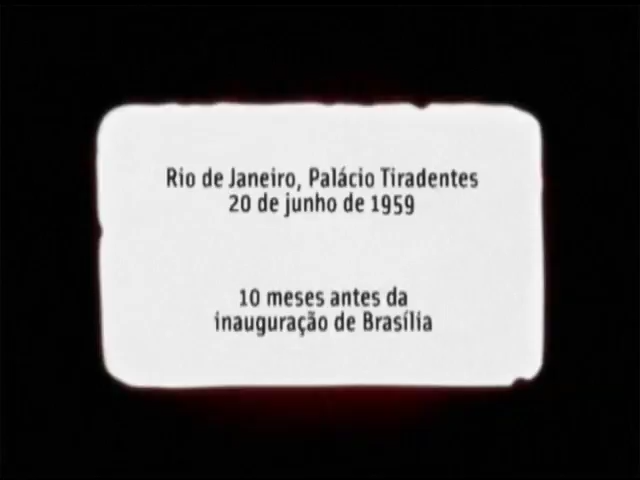 Rio de Janeiro, Palácio Tiradentes
20 de junho de 1959
10 meses antes da
inauguração de Brasília